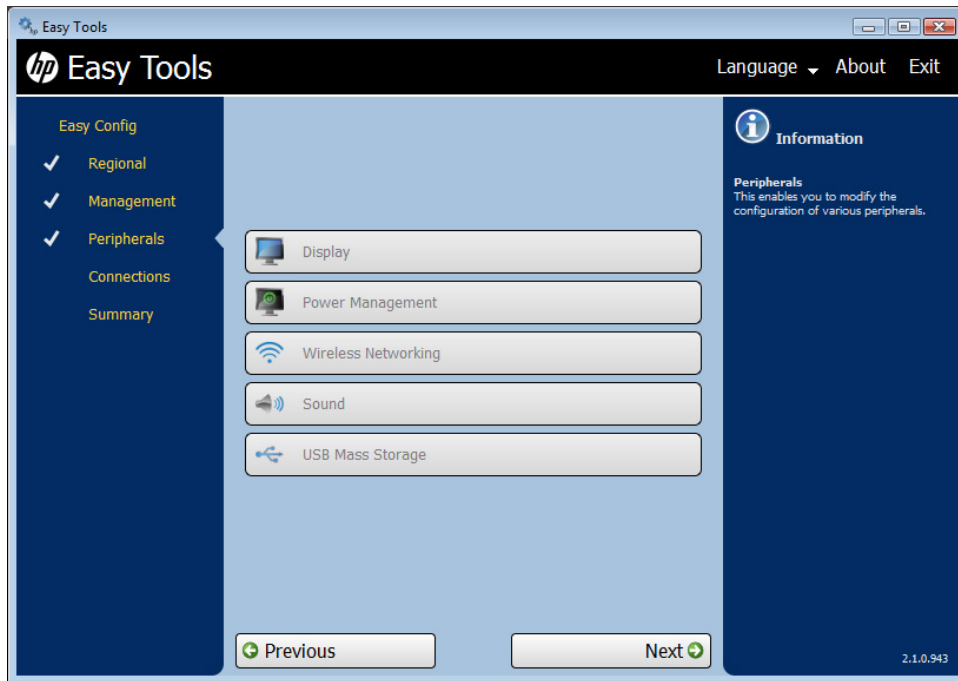 Easy Tools
hp Easy Tools
Language About Exit
Easy Config
Regional
Management
Peripherals
Connections
Summary
Display
Power Management
Wireless Networking
Sound
USB Mass Storage
Previous
Next
Information
Peripherals
This enables you to modify the
configuration of various peripherals.
2.1.0.943